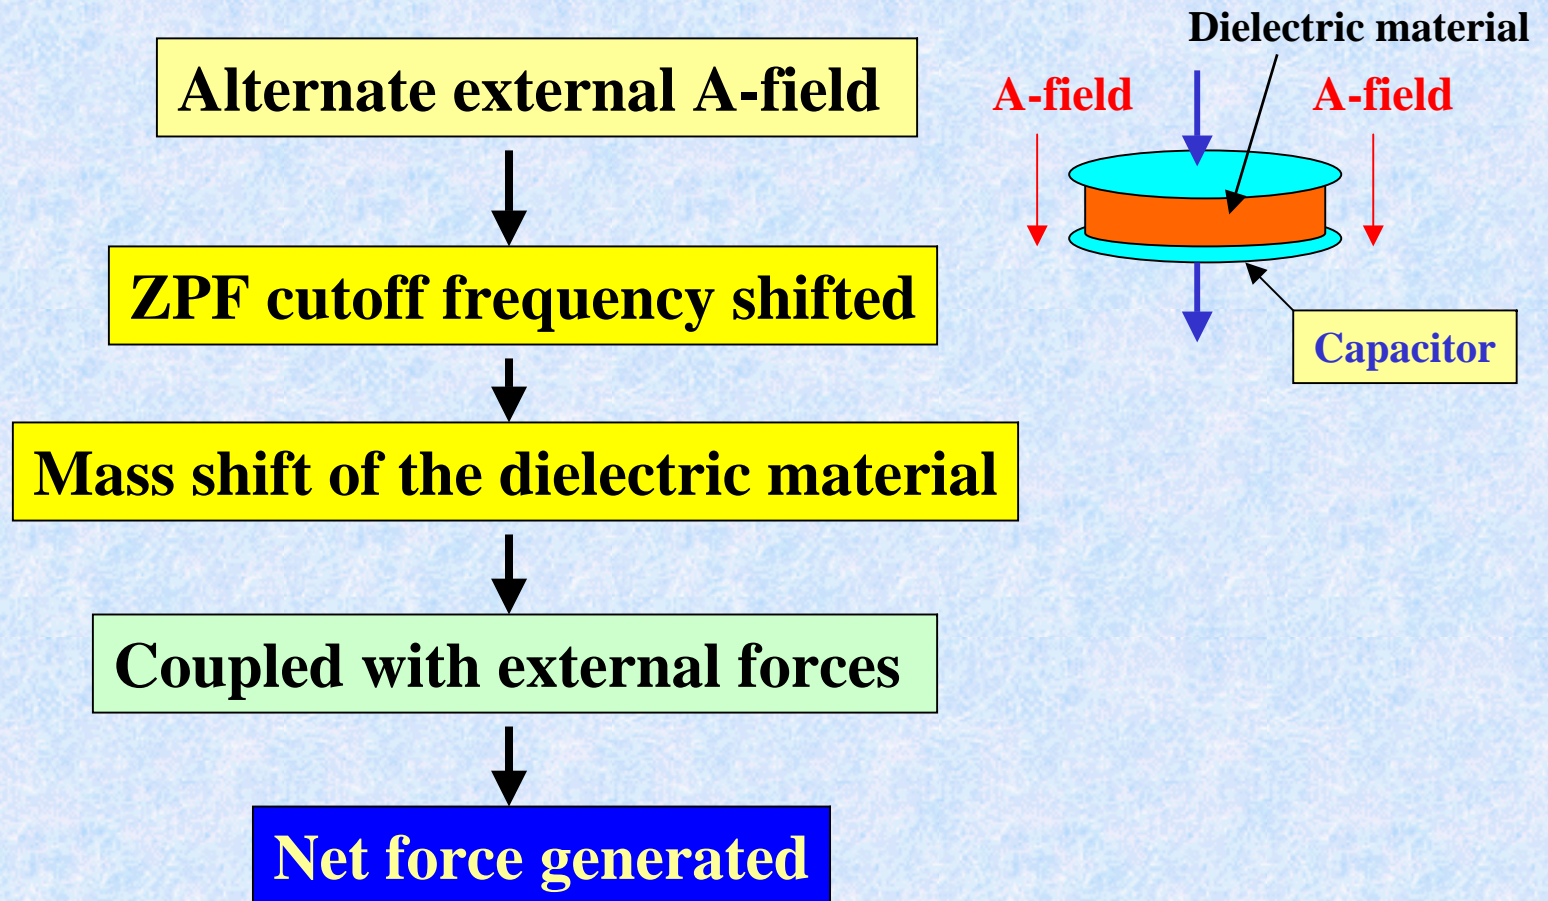 Alternate external A-field
ZPF cutoff frequency shifted
Mass shift of the dielectric material
Coupled with external forces
Net force generated
Dielectric material
A-field
A-field
Capacitor